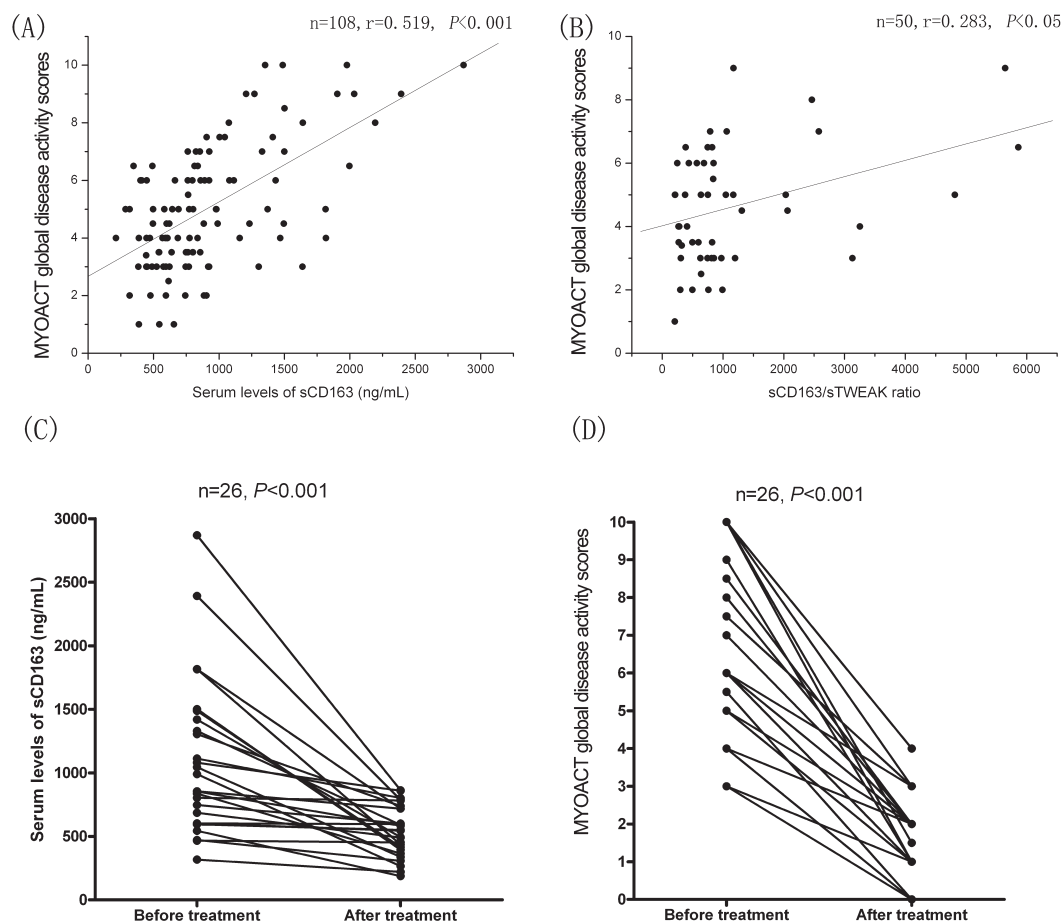 (A)
n=108, r=0.519, P<0.001
MYOACT global disease activity scores
10
8
6
4
2
0
0 500 1000 1500 2000 2500 3000
Serum levels of sCD163 (ng/mL)
(B)
n=50, r=0.283, P<0.05
MYOACT global disease activity scores
10
8
6
4
2
0
0 1000 2000 3000 4000 5000 6000
sCD163/sTWEAK ratio
(C)
n=26, P<0.001
Serum levels of sCD163 (ng/mL)
3000
2500
2000
1500
1000
500
0
Before treatment After treatment
(D)
n=26, P<0.001
MYOACT global disease activity scores
10
9
8
7
6
5
4
3
2
1
0
Before treatment After treatment